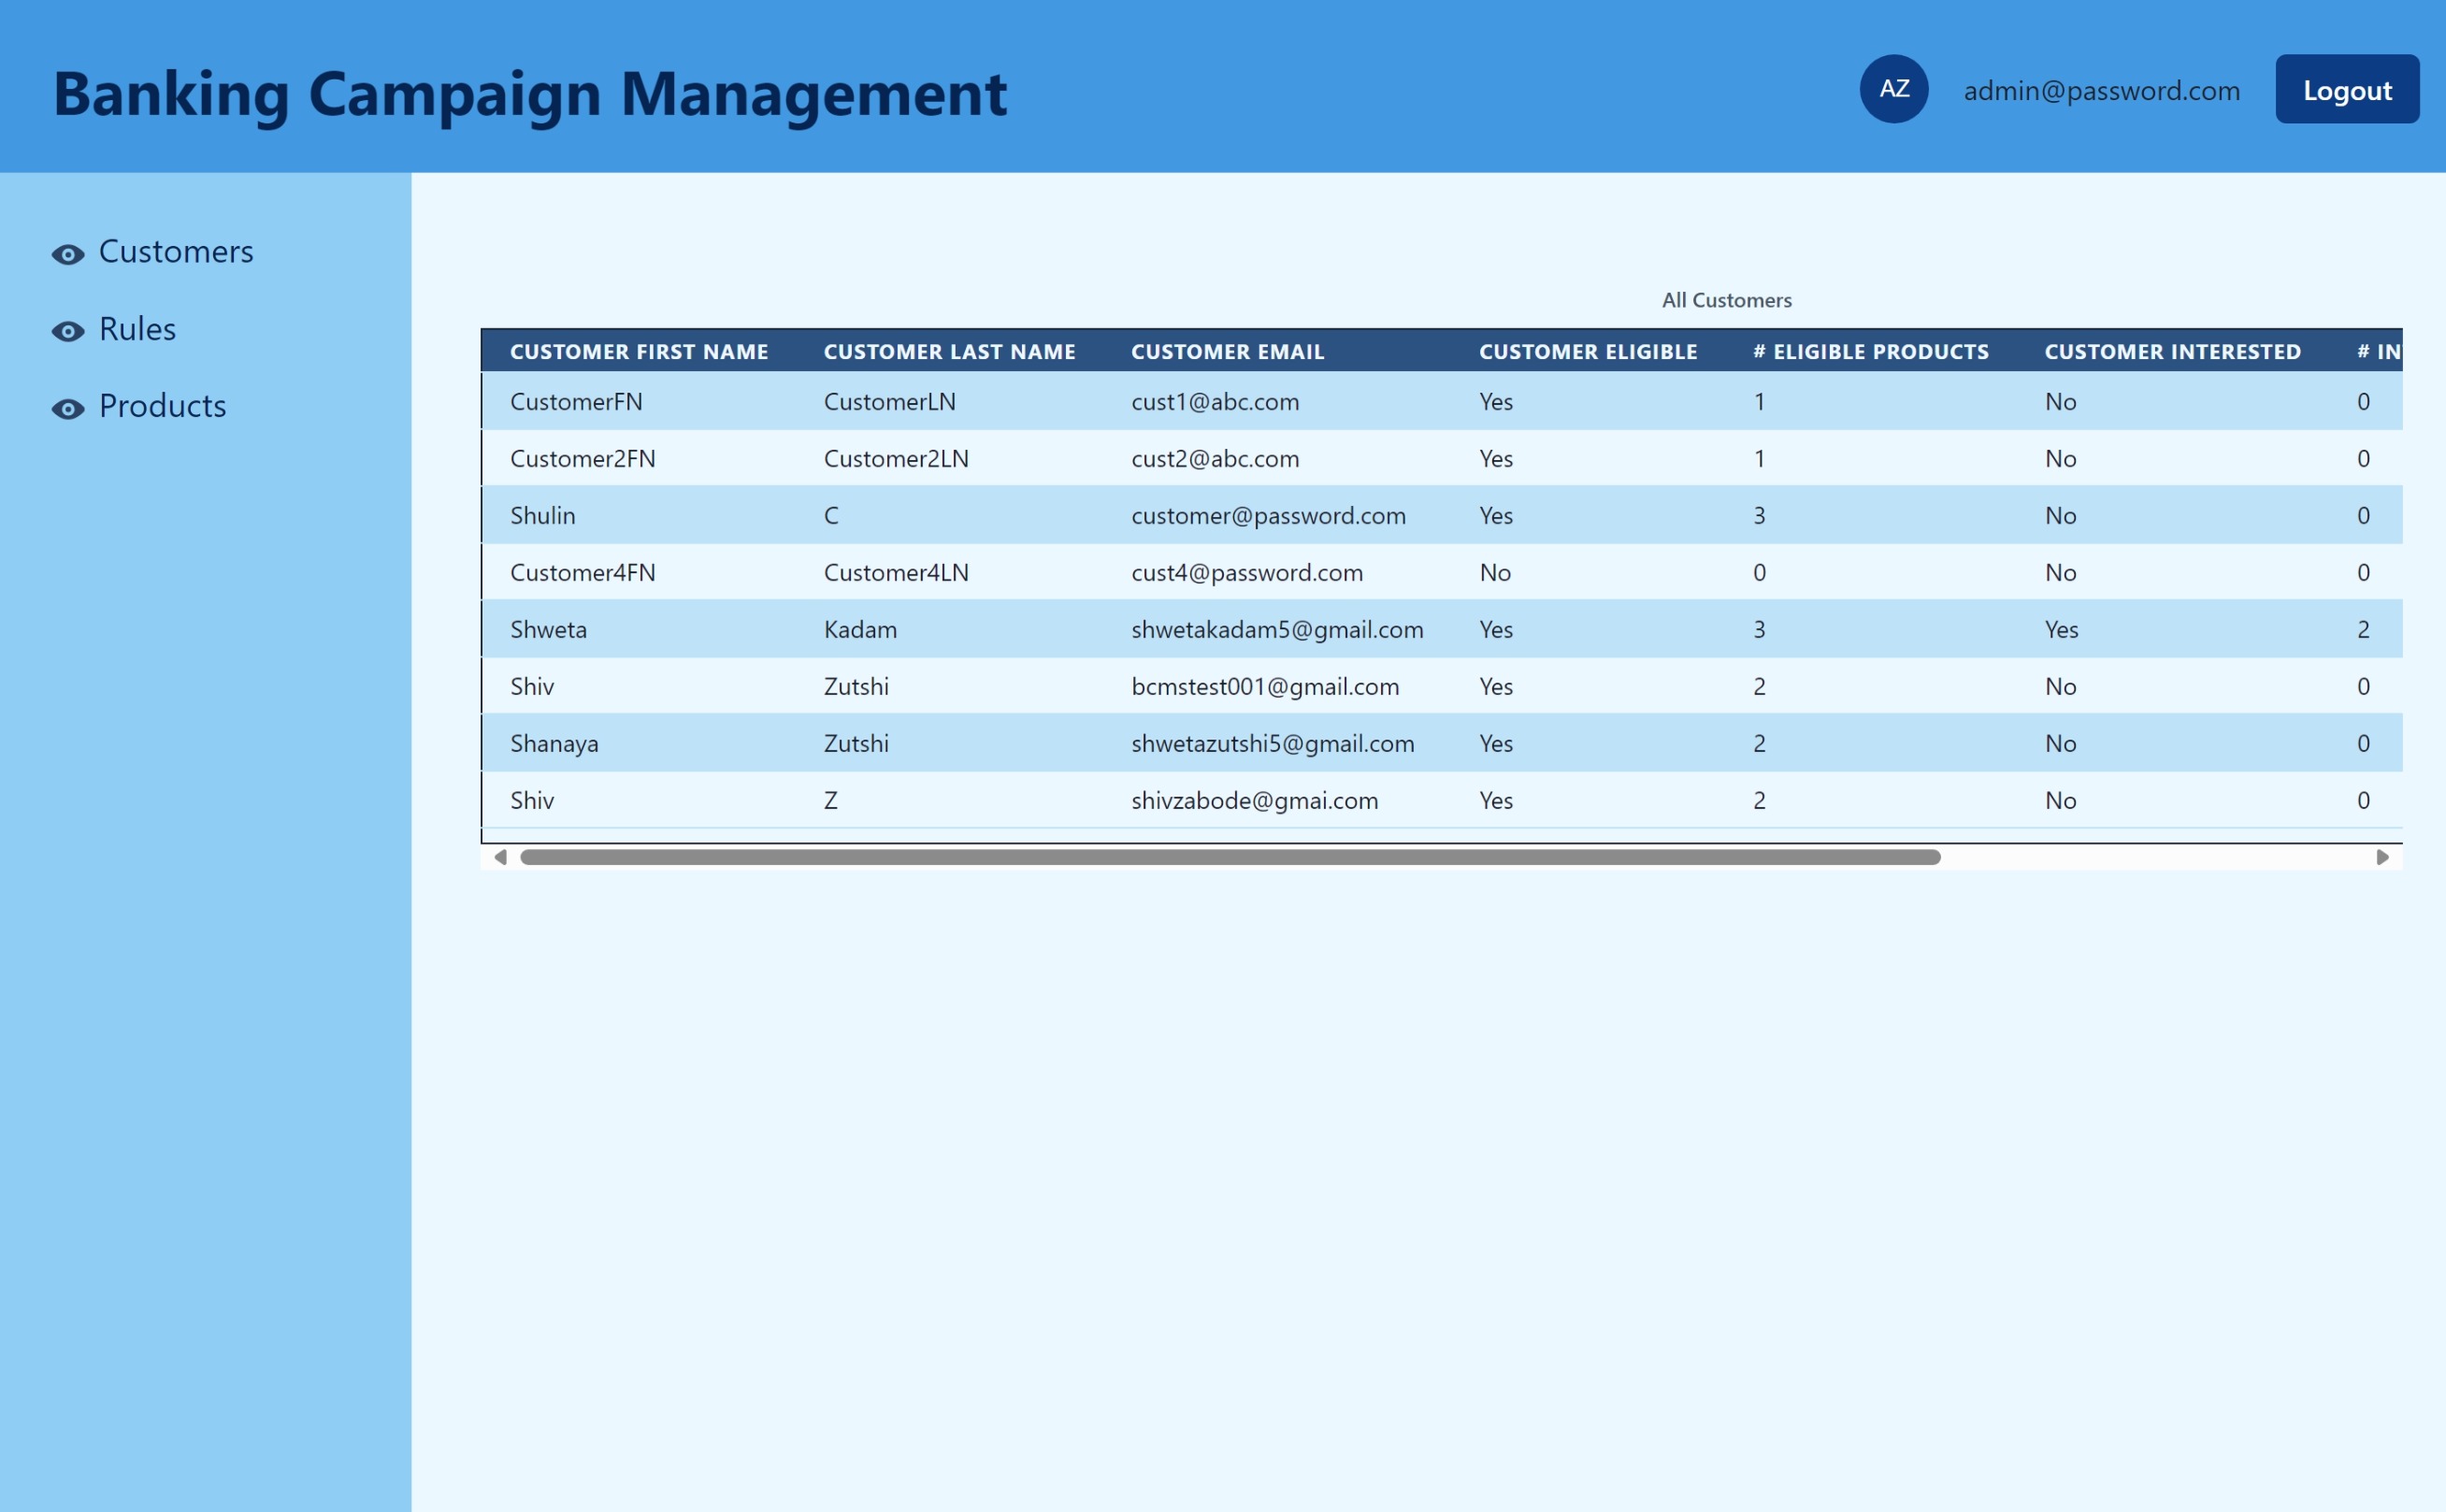 Banking Campaign Management
AZ admin@password.com Logout
Customers
Rules
Products
All Customers
CUSTOMER FIRST NAME CUSTOMER LAST NAME CUSTOMER EMAIL CUSTOMER ELIGIBLE # ELIGIBLE PRODUCTS CUSTOMER INTERESTED # IN
CustomerFN CustomerLN cust1@abc.com Yes 1 No 0
Customer2FN Customer2LN cust2@abc.com Yes 1 No 0
Shulin C customer@password.com Yes 3 No 0
Customer4FN Customer4LN cust4@password.com No 0 No 0
Shweta Kadam shwetakadam5@gmail.com Yes 3 Yes 2
Shiv Zutshi bcmstest001@gmail.com Yes 2 No 0
Shanaya Zutshi shwetazutshi5@gmail.com Yes 2 No 0
Shiv Z shivzabode@gmai.com Yes 2 No 0